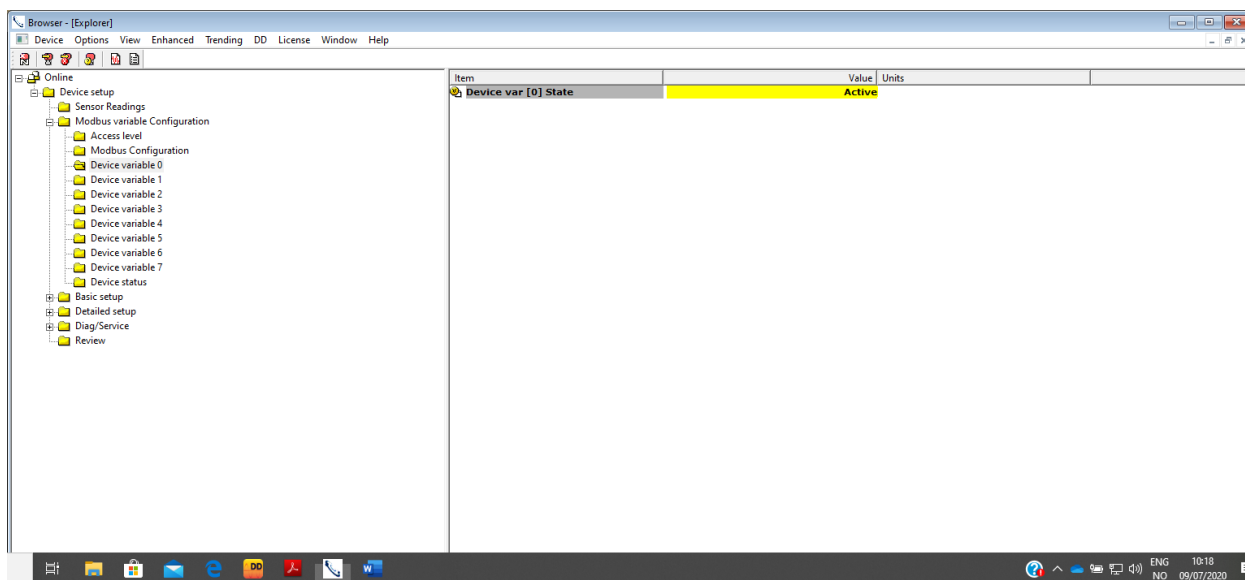 Browser - [Explorer]
Device Options View Enhanced Trending DD License Window Help
Online
Device setup
Sensor Readings
Modbus variable Configuration
Access level
Modbus Configuration
Device variable 0
Device variable 1
Device variable 2
Device variable 3
Device variable 4
Device variable 5
Device variable 6
Device variable 7
Device status
Basic setup
Detailed setup
Diag/Service
Review
Item Value Units
Device var [0] State Active
DD
ENG 10:18
NO 09/07/2020